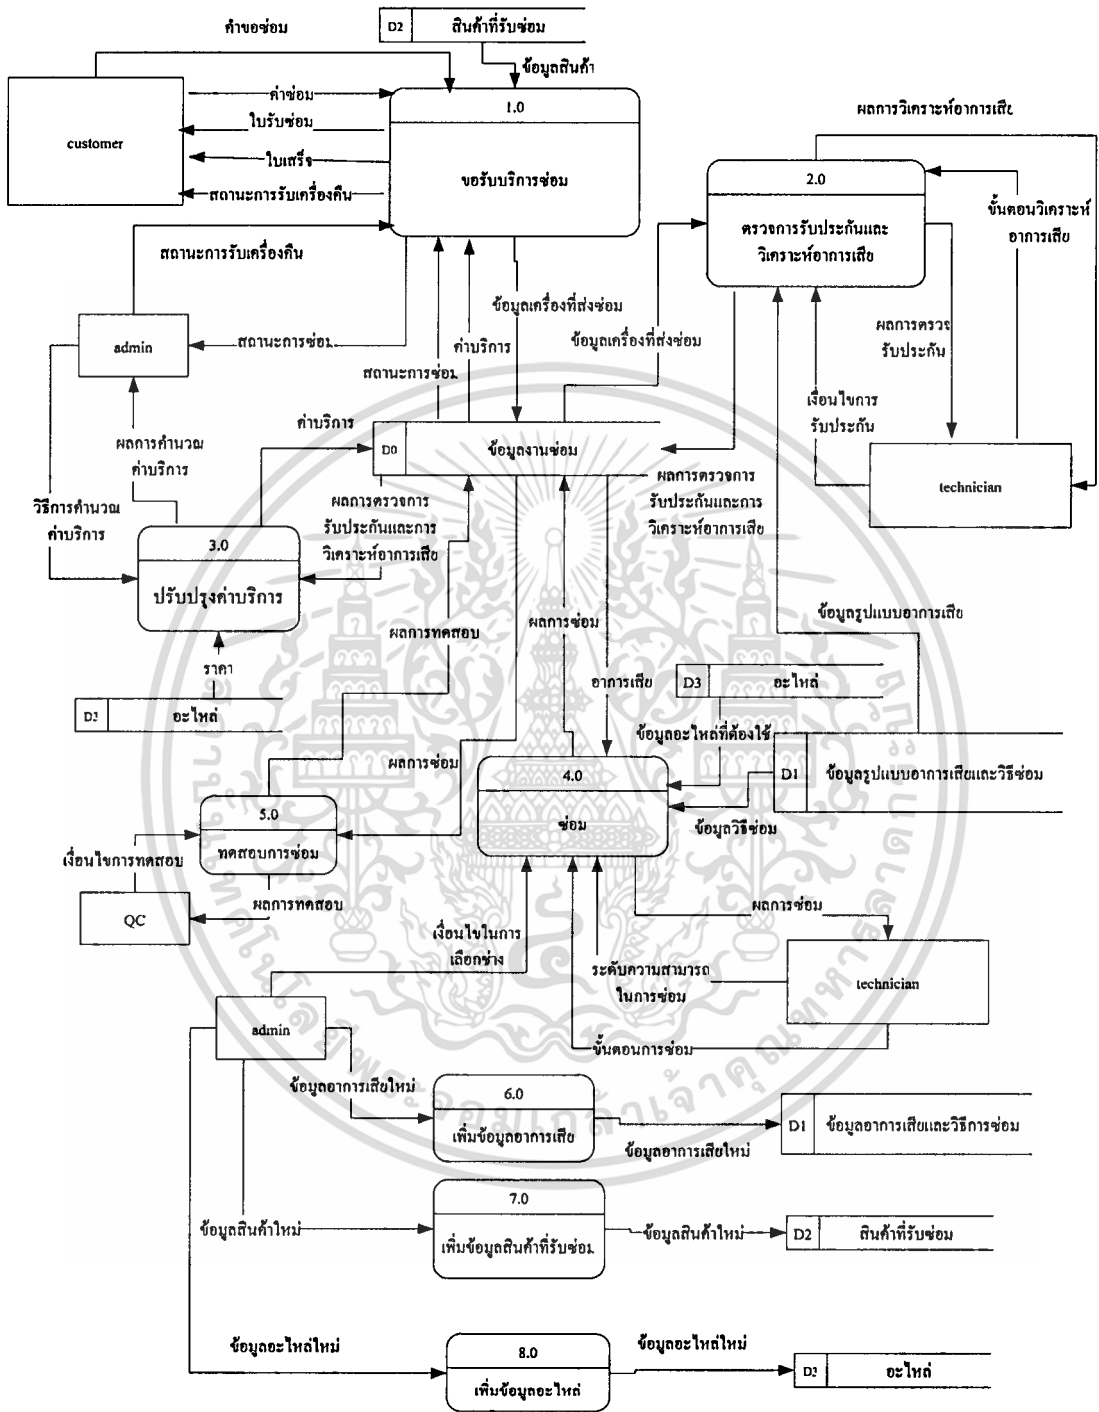 คำขอซ่อม
D2 สินค้าที่รับซ่อม
ข้อมูลสินค้า
customer
ค่าซ่อม
ใบรับซ่อม
ใบเสร็จ
สถานะการรับเครื่องคืน
1.0
ขอรับบริการซ่อม
ผลการวิเคราะห์อาการเสีย
2.0
ตรวจการรับประกันและ
วิเคราะห์อาการเสีย
ขั้นตอนวิเคราะห์
อาการเสีย
สถานะการรับเครื่องคืน
ข้อมูลเครื่องที่ส่งซ่อม
admin
สถานะการซ่อม
ค่าบริการ
ข้อมูลเครื่องที่ส่งซ่อม
ผลการตรวจ
รับประกัน
สถานะการซ่อม
เงื่อนไขการ
รับประกัน
ผลการคำนวณ
ค่าบริการ
ค่าบริการ
D0 ข้อมูลงานซ่อม
technician
วิธีการคำนวณ
ค่าบริการ
ผลการตรวจการ
รับประกันและการ
วิเคราะห์อาการเสีย
ผลการตรวจการ
รับประกันและการ
วิเคราะห์อาการเสีย
3.0
ปรับปรุงค่าบริการ
ผลการทดสอบ
ผลการซ่อม
ข้อมูลรูปแบบอาการเสีย
ราคา
อาการเสีย
D3 อะไหล่
D3 อะไหล่
ข้อมูลอะไหล่ที่ต้องใช้
ผลการซ่อม
4.0
ซ่อม
D1 ข้อมูลรูปแบบอาการเสียและวิธีซ่อม
ข้อมูลวิธีซ่อม
5.0
ทดสอบการซ่อม
เงื่อนไขการทดสอบ
ผลการทดสอบ
QC
ผลการซ่อม
เงื่อนไขในการ
เลือกช่าง
ระดับความสามารถ
ในการซ่อม
technician
admin
ขั้นตอนการซ่อม
ข้อมูลอาการเสียใหม่
6.0
เพิ่มข้อมูลอาการเสีย
ข้อมูลอาการเสียใหม่
D1 ข้อมูลอาการเสียและวิธีการซ่อม
7.0
เพิ่มข้อมูลสินค้าที่รับซ่อม
ข้อมูลสินค้าใหม่
ข้อมูลสินค้าใหม่
D2 สินค้าที่รับซ่อม
ข้อมูลอะไหล่ใหม่
8.0
เพิ่มข้อมูลอะไหล่
ข้อมูลอะไหล่ใหม่
D3 อะไหล่